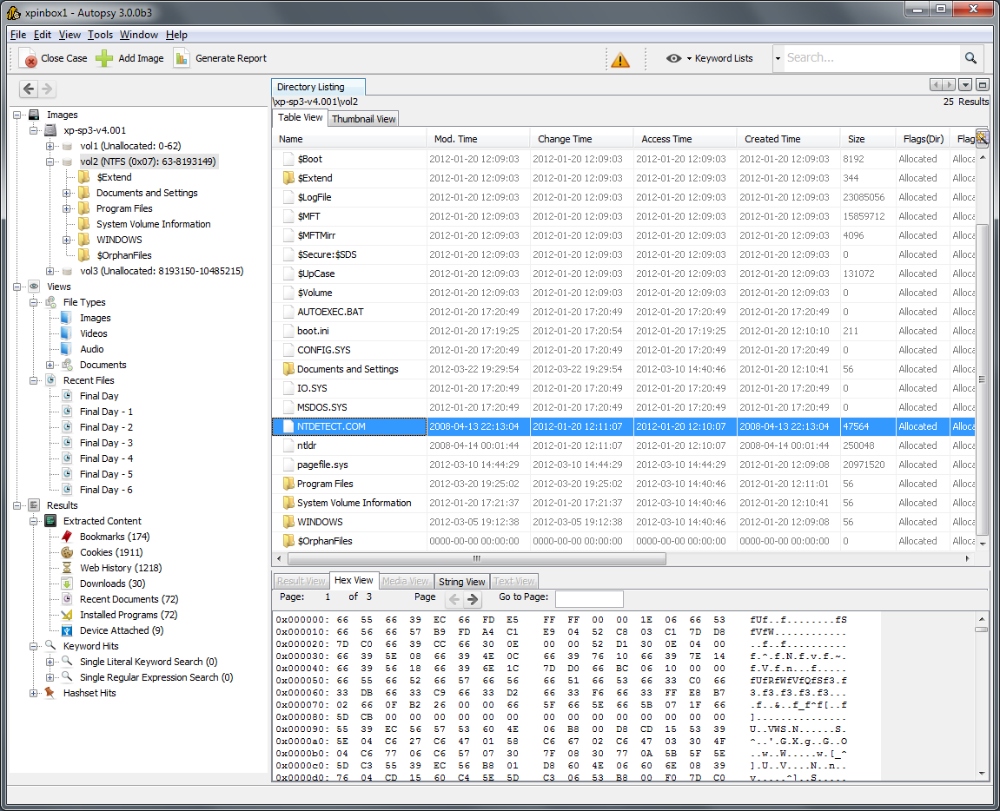 xpinbox1 - Autopsy 3.0.0b3
File Edit View Tools Window Help
Close Case Add Image Generate Report Keyword Lists Search...
Images
xp-sp3-v4.001
vol1 (Unallocated: 0-62)
vol2 (NTFS (0x07): 63-8193149)
$Extend
Documents and Settings
Program Files
System Volume Information
WINDOWS
$OrphanFiles
vol3 (Unallocated: 8193150-10485215)
Views
File Types
Images
Videos
Audio
Documents
Recent Files
Final Day
Final Day - 1
Final Day - 2
Final Day - 3
Final Day - 4
Final Day - 5
Final Day - 6
Results
Extracted Content
Bookmarks (174)
Cookies (1911)
Web History (1218)
Downloads (30)
Recent Documents (72)
Installed Programs (72)
Device Attached (9)
Keyword Hits
Single Literal Keyword Search (0)
Single Regular Expression Search (0)
Hashset Hits
Directory Listing
\xp-sp3-v4.001\vol2 25 Results
Table View Thumbnail View
Name Mod. Time Change Time Access Time Created Time Size Flags(Dir) Flag
$Boot 2012-01-20 12:09:03 2012-01-20 12:09:03 2012-01-20 12:09:03 2012-01-20 12:09:03 8192 Allocated Alloca
$Extend 2012-01-20 12:09:03 2012-01-20 12:09:03 2012-01-20 12:09:03 2012-01-20 12:09:03 344 Allocated Alloca
$LogFile 2012-01-20 12:09:03 2012-01-20 12:09:03 2012-01-20 12:09:03 2012-01-20 12:09:03 23085056 Allocated Alloca
$MFT 2012-01-20 12:09:03 2012-01-20 12:09:03 2012-01-20 12:09:03 2012-01-20 12:09:03 15859712 Allocated Alloca
$MFTMirr 2012-01-20 12:09:03 2012-01-20 12:09:03 2012-01-20 12:09:03 2012-01-20 12:09:03 4096 Allocated Alloca
$Secure:$SDS 2012-01-20 12:09:03 2012-01-20 12:09:03 2012-01-20 12:09:03 2012-01-20 12:09:03 0 Allocated Alloca
$UpCase 2012-01-20 12:09:03 2012-01-20 12:09:03 2012-01-20 12:09:03 2012-01-20 12:09:03 131072 Allocated Alloca
$Volume 2012-01-20 12:09:03 2012-01-20 12:09:03 2012-01-20 12:09:03 2012-01-20 12:09:03 0 Allocated Alloca
AUTOEXEC.BAT 2012-01-20 17:20:49 2012-01-20 17:20:49 2012-01-20 17:20:49 2012-01-20 17:20:49 0 Allocated Alloca
boot.ini 2012-01-20 17:19:25 2012-01-20 17:20:54 2012-01-20 17:19:25 2012-01-20 12:10:10 211 Allocated Alloca
CONFIG.SYS 2012-01-20 17:20:49 2012-01-20 17:20:49 2012-01-20 17:20:49 2012-01-20 17:20:49 0 Allocated Alloca
Documents and Settings 2012-03-22 19:29:54 2012-03-22 19:29:54 2012-03-10 14:40:46 2012-01-20 12:10:41 56 Allocated Alloca
IO.SYS 2012-01-20 17:20:49 2012-01-20 17:20:49 2012-01-20 17:20:49 2012-01-20 17:20:49 0 Allocated Alloca
MSDOS.SYS 2012-01-20 17:20:49 2012-01-20 17:20:49 2012-01-20 17:20:49 2012-01-20 17:20:49 0 Allocated Alloca
NTDETECT.COM 2008-04-13 22:13:04 2012-01-20 12:11:07 2012-01-20 12:10:07 2008-04-13 22:13:04 47564 Allocated Alloca
ntldr 2008-04-14 00:01:44 2012-01-20 12:11:07 2012-01-20 12:10:07 2008-04-14 00:01:44 250048 Allocated Alloca
pagefile.sys 2012-03-10 14:44:29 2012-03-10 14:44:29 2012-03-10 14:44:29 2012-01-20 12:09:08 20971520 Allocated Alloca
Program Files 2012-03-20 19:25:02 2012-03-20 19:25:02 2012-03-10 14:40:46 2012-01-20 12:11:01 56 Allocated Alloca
System Volume Information 2012-01-20 17:21:37 2012-01-20 17:21:37 2012-03-10 14:40:46 2012-01-20 12:10:41 56 Allocated Alloca
WINDOWS 2012-03-05 19:12:38 2012-03-05 19:12:38 2012-03-10 14:40:46 2012-01-20 12:09:08 56 Allocated Alloca
$OrphanFiles 0000-00-00 00:00:00 0000-00-00 00:00:00 0000-00-00 00:00:00 0000-00-00 00:00:00 0 Allocated Alloca
Result View Hex View Media View String View Text View
Page: 1 of 3 Page Go to Page:
0x000000: 66 55 66 39 EC 66 FD E5 FF FF 00 00 1E 06 66 53 fUf..f........fS
0x000010: 66 56 66 57 B9 FD A4 C1 E9 04 52 C8 03 C1 7D D8 fVfW............
0x000020: 7D C0 66 39 CC 66 30 0E 00 00 52 D1 30 0E 04 00 ..f..f..........
0x000030: 66 39 5E 08 66 39 4E 0C 66 39 76 10 66 39 7E 14 f.^.f.N.f.v.f.~.
0x000040: 66 39 56 18 66 39 6E 1C 7D D0 66 BC 06 10 00 00 f.V.f.n...f.....
0x000050: 66 55 66 52 66 57 66 56 66 51 66 53 66 33 C0 66 fUfRfWfVfQfSf3.f
0x000060: 33 DB 66 33 C9 66 33 D2 66 33 F6 66 33 FF E8 B7 3.f3.f3.f3.f3...
0x000070: 02 66 0F B2 26 00 00 66 5F 66 5E 66 5B 07 1F 66 .f..&..f_f^f[..f
0x000080: 5D CB 00 00 00 00 00 00 00 00 00 00 00 00 00 00 ]...............
0x000090: 55 39 EC 56 57 53 60 4E 06 B8 00 D8 CD 15 53 39 U..VWS.N......S.
0x0000a0: 5E 04 C6 27 C6 47 01 58 C6 67 02 C6 47 03 30 4F ^..'.G.X.g..G..O
0x0000b0: 04 C6 77 06 C6 57 07 30 7F 08 30 77 0A 5B 5F 5E ..w..W.....w.[_^
0x0000c0: 5D C3 55 39 EC 56 B8 01 D8 60 4E 06 60 6E 08 39 ].U..V....N..n..
0x0000d0: 76 04 CD 15 60 C4 5E 5D C3 06 53 B8 00 F0 7D C0 v.....^]..S.....